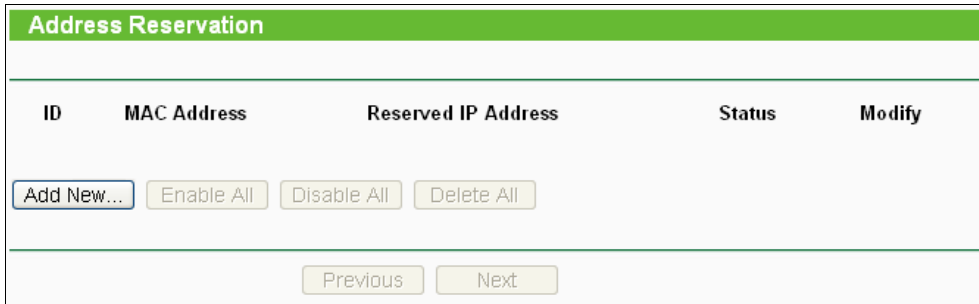 Address Reservation
ID MAC Address Reserved IP Address Status Modify
Add New... Enable All Disable All Delete All
Previous Next